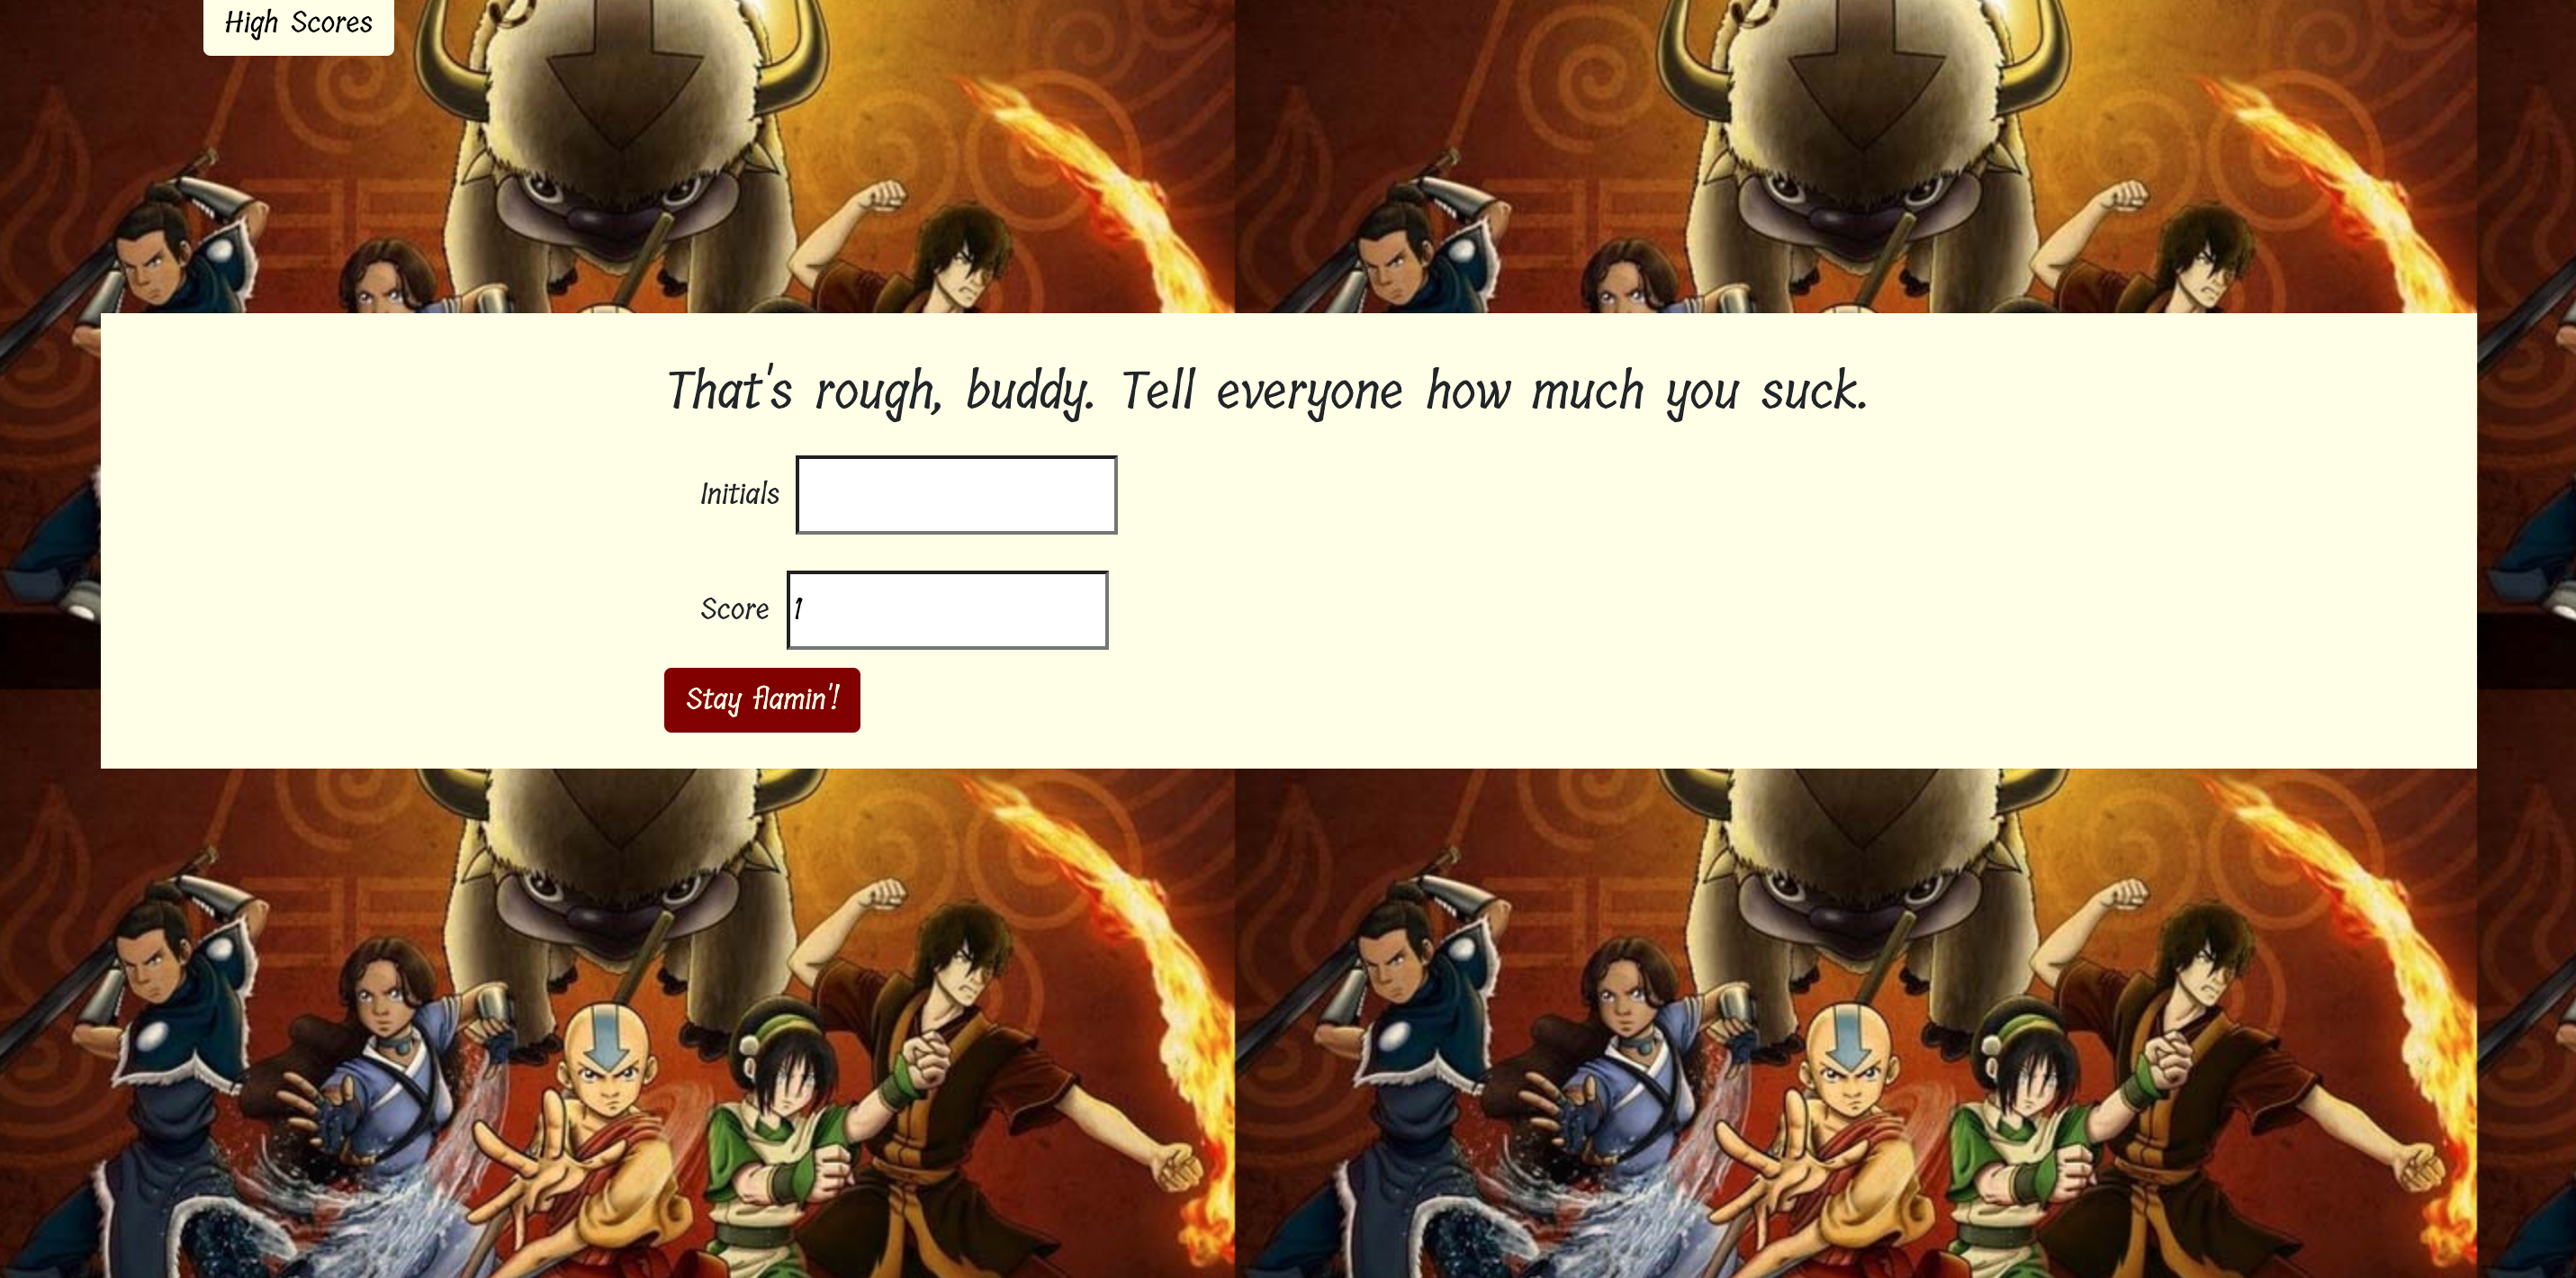 High Scores
That's rough, buddy. Tell everyone how much you suck.
Initials
Score 1
Stay flamin'!